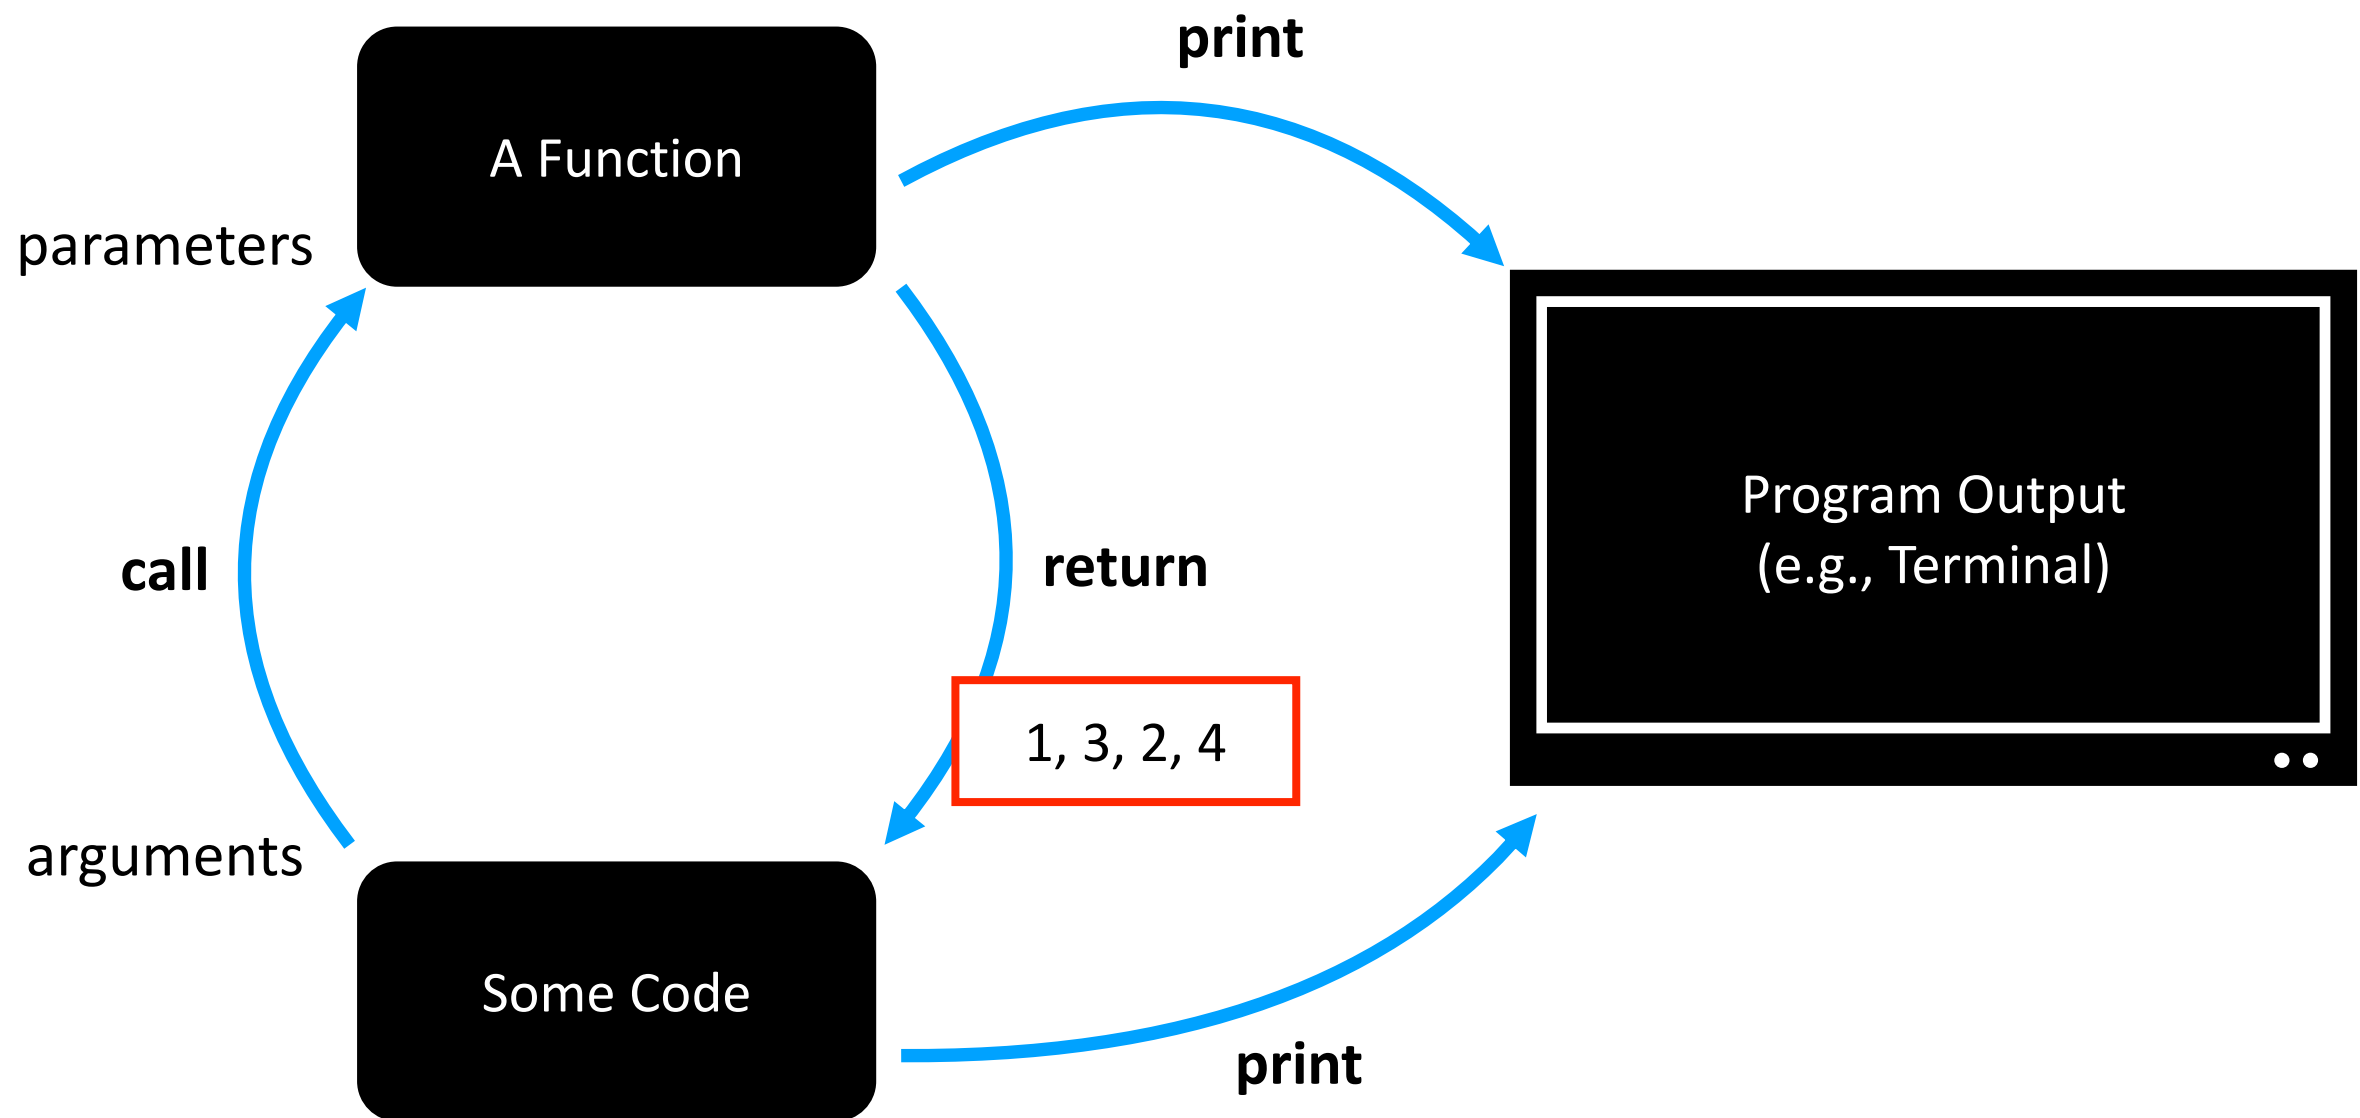 print
A Function
parameters
Program Output
(e.g., Terminal)
call
return
1, 3, 2, 4
arguments
Some Code
print